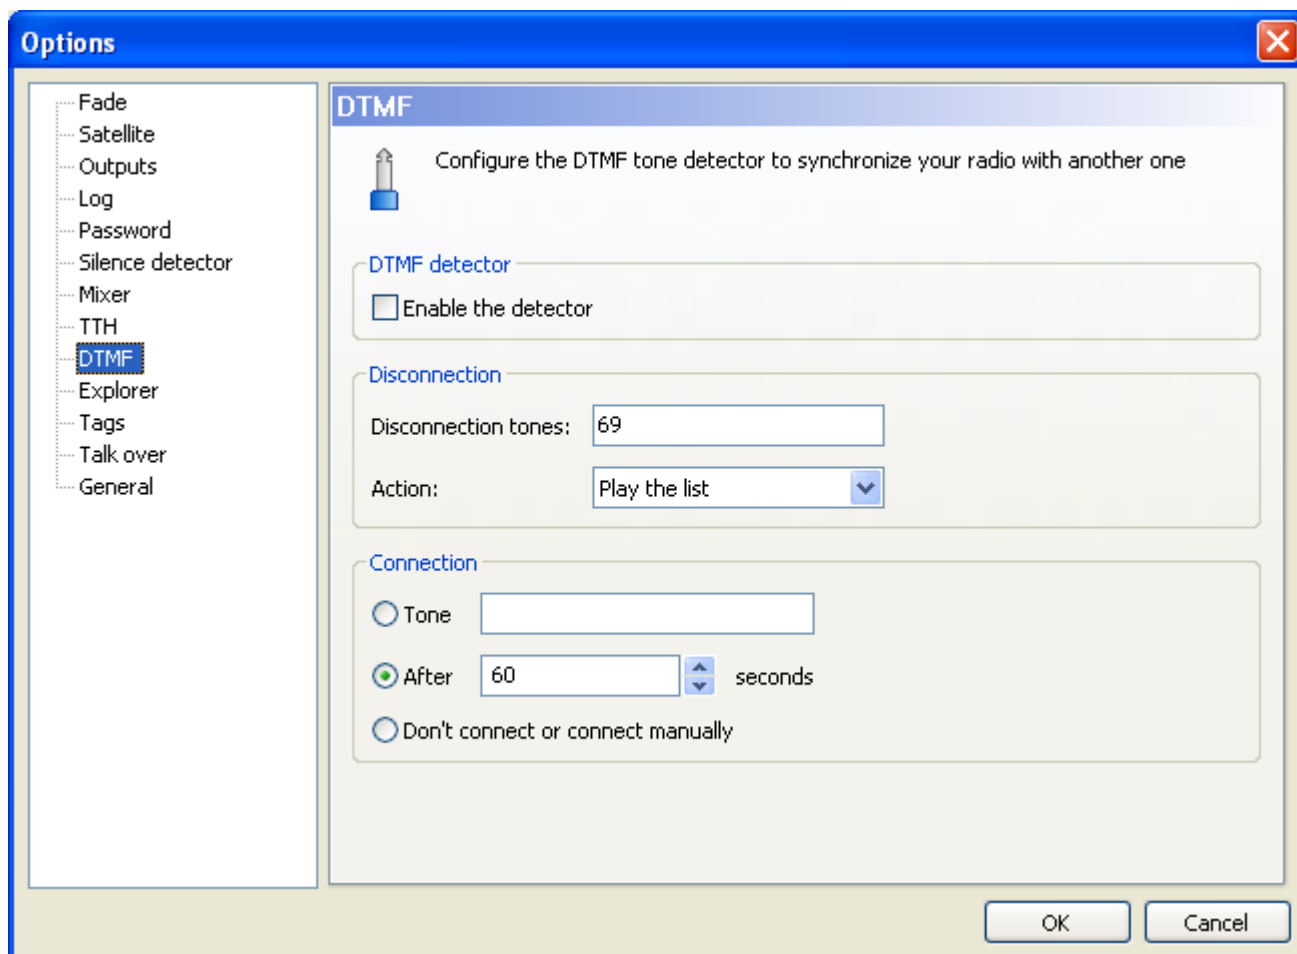 Options
Fade
Satellite
Outputs
Log
Password
Silence detector
Mixer
TTH
DTMF
Explorer
Tags
Talk over
General
DTMF
Configure the DTMF tone detector to synchronize your radio with another one
DTMF detector
Enable the detector
Disconnection
Disconnection tones: 69
Action: Play the list
Connection
Tone
After 60 seconds
Don't connect or connect manually
OK Cancel